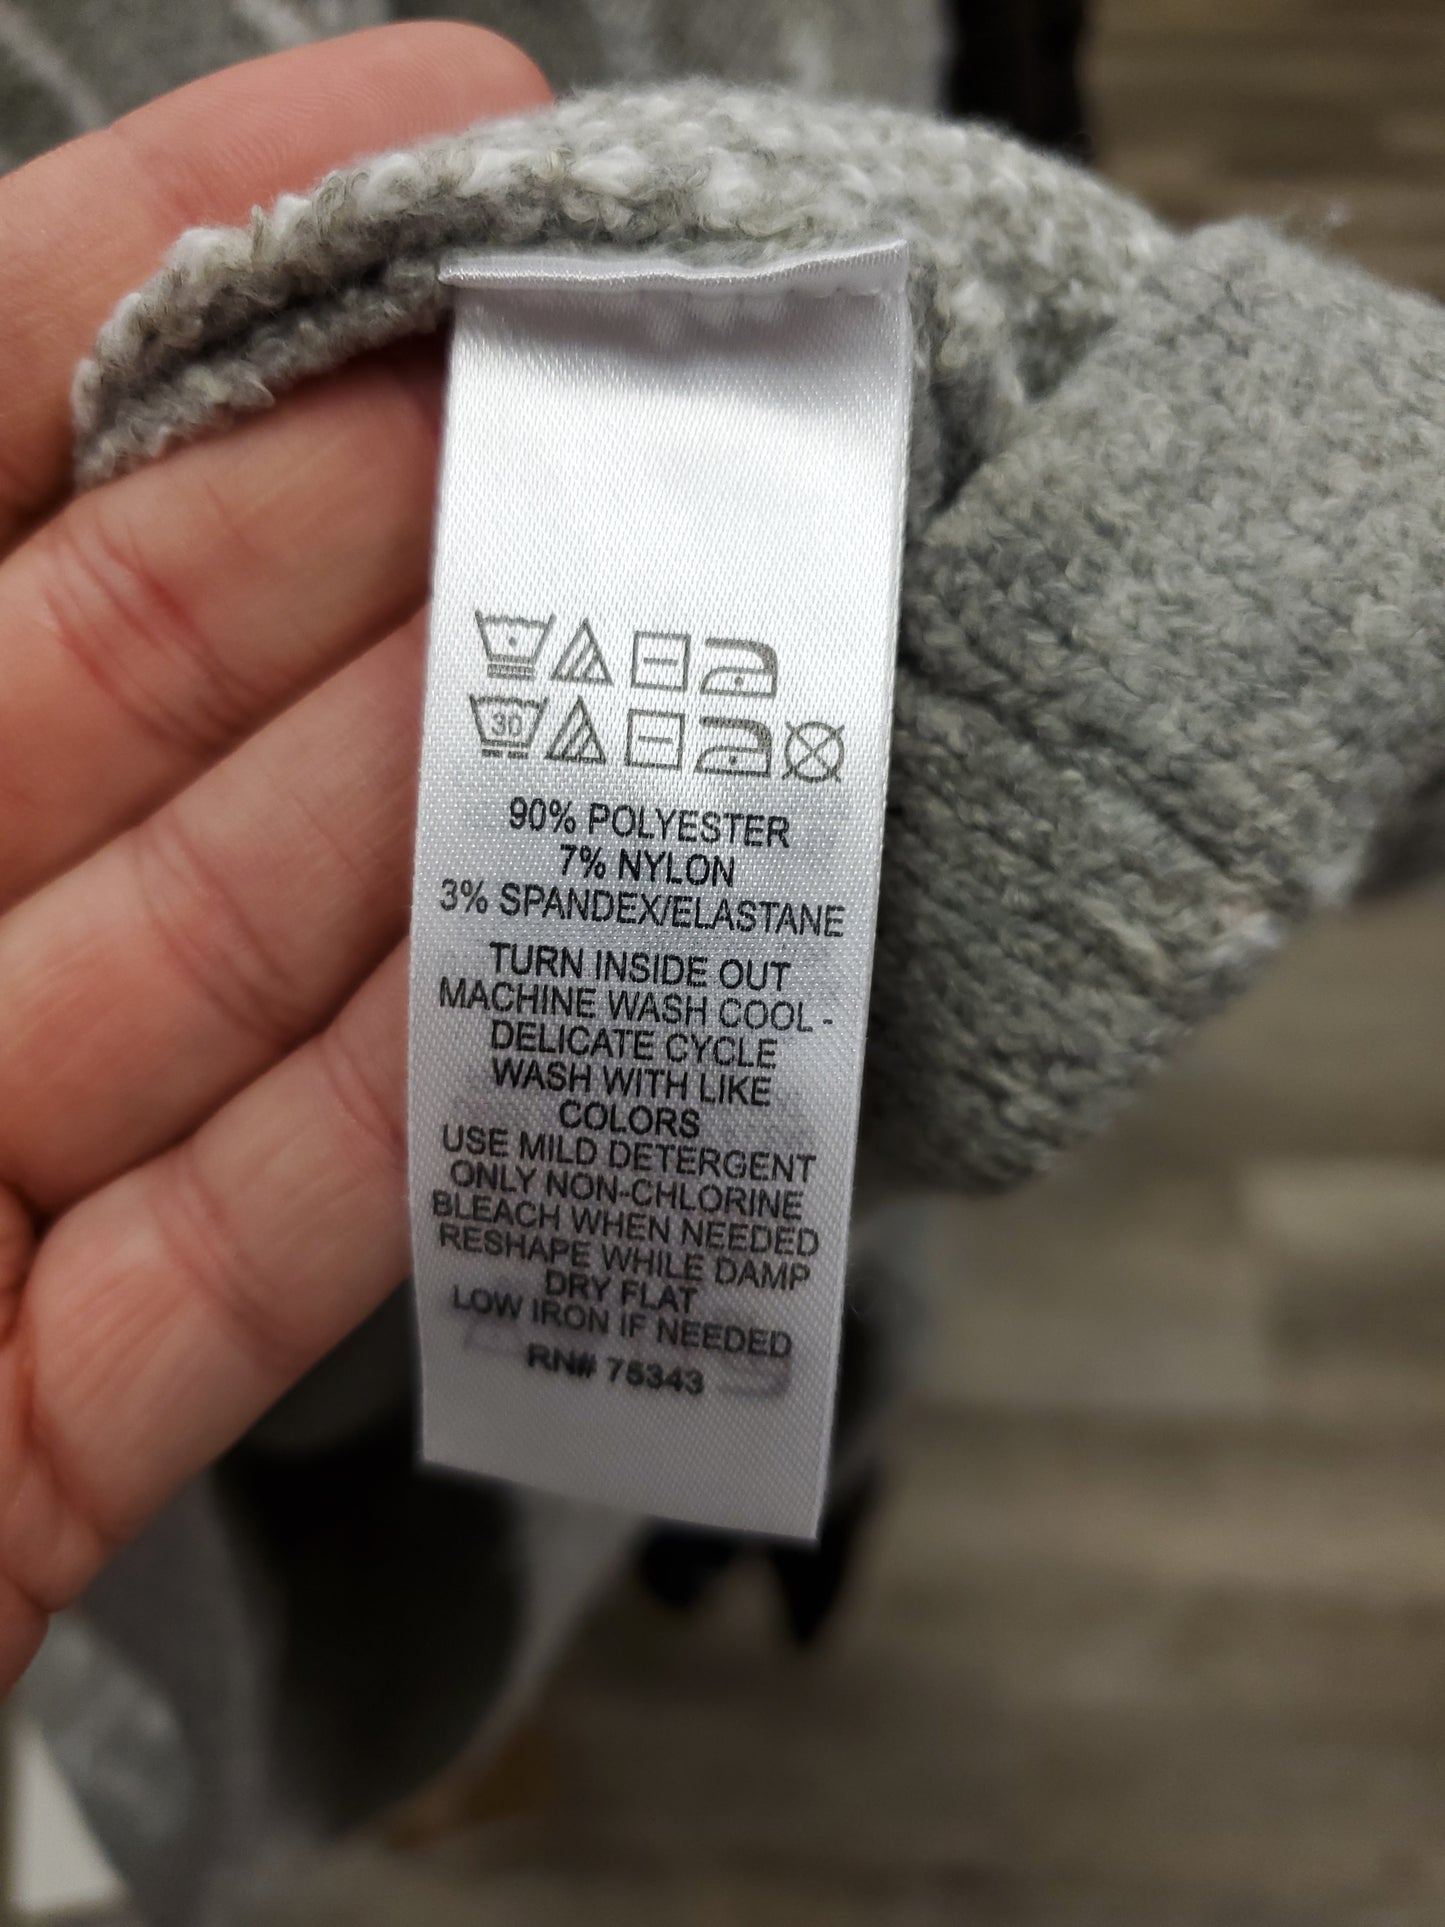 30
90% POLYESTER
7% NYLON
3% SPANDEX/ELASTANE
TURN INSIDE OUT
MACHINE WASH COOL -
DELICATE CYCLE
WASH WITH LIKE
COLORS
USE MILD DETERGENT
ONLY NON-CHLORINE
BLEACH WHEN NEEDED
RESHAPE WHILE DAMP
DRY FLAT
LOW IRON IF NEEDED
RN# 75343